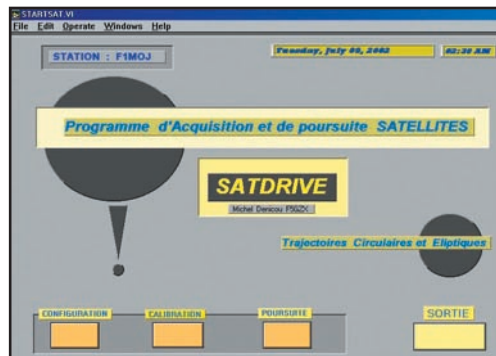 STARTSAT.VI
File Edit Operate Windows Help
STATION : F1MOJ
Tuesday, July 09, 2002
02:30 AM
Programme d'Acquisition et de poursuite SATELLITES
SATDRIVE
Michel Denicou F5GZX
Trajectoires Circulaires et Eliptiques
CONFIGURATION CALIBRATION POURSUITE SORTIE